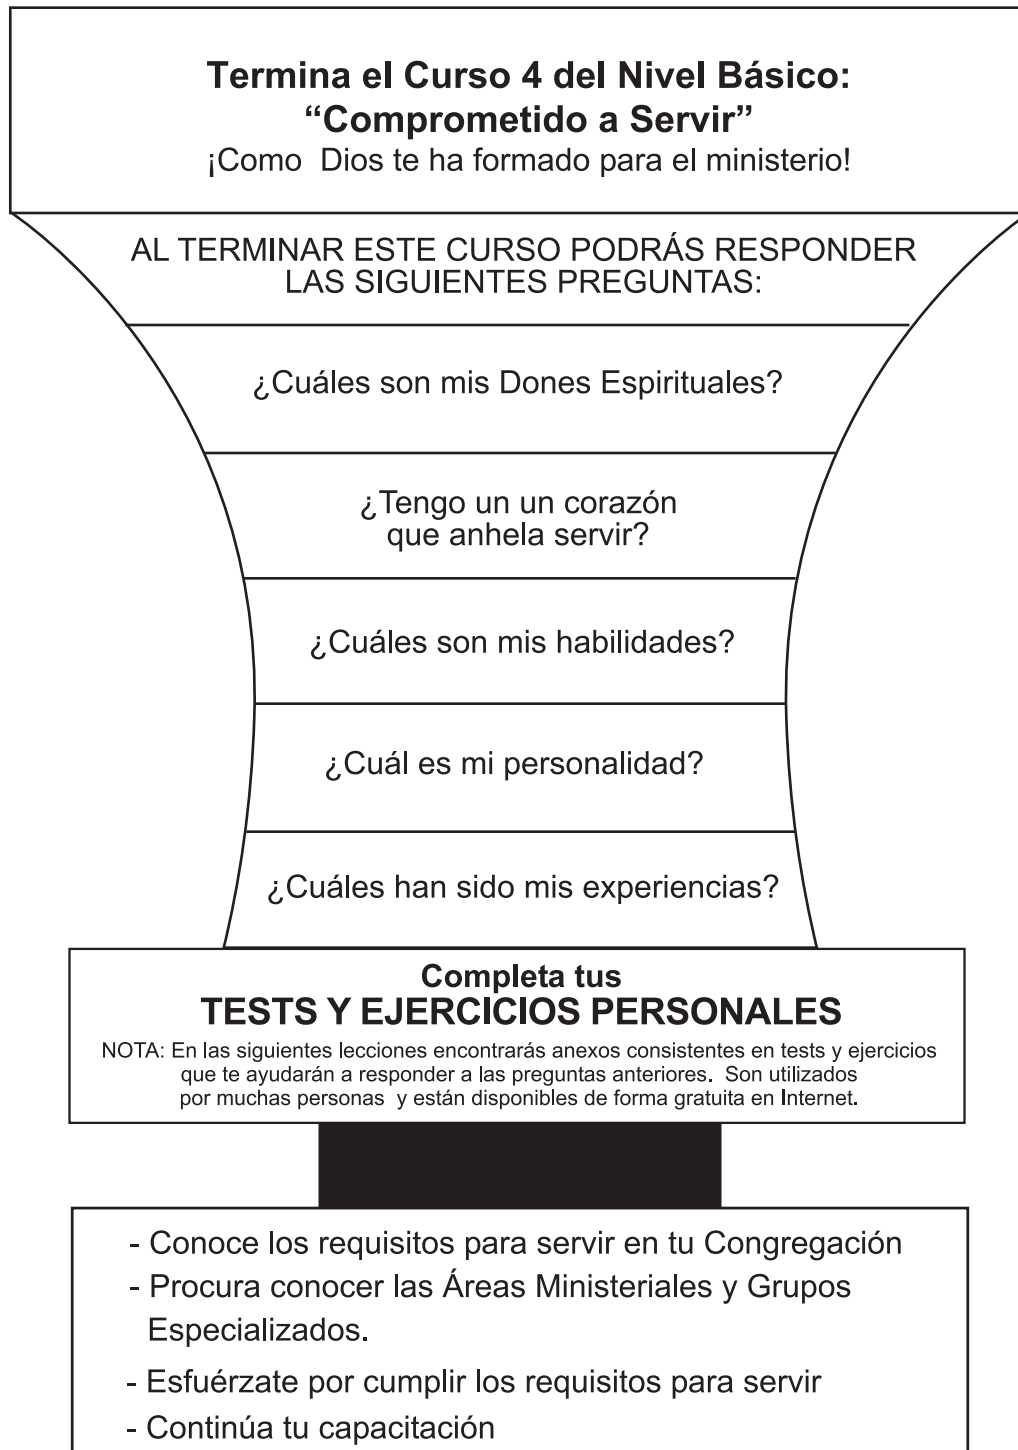 Termina el Curso 4 del Nivel Básico:
“Comprometido a Servir”
¡Como Dios te ha formado para el ministerio!
AL TERMINAR ESTE CURSO PODRÁS RESPONDER
LAS SIGUIENTES PREGUNTAS:
¿Cuáles son mis Dones Espirituales?
¿Tengo un un corazón
que anhela servir?
¿Cuáles son mis habilidades?
¿Cuál es mi personalidad?
¿Cuáles han sido mis experiencias?
Completa tus
TESTS Y EJERCICIOS PERSONALES
NOTA: En las siguientes lecciones encontrarás anexos consistentes en tests y ejercicios
que te ayudarán a responder a las preguntas anteriores. Son utilizados
por muchas personas y están disponibles de forma gratuita en Internet.
- Conoce los requisitos para servir en tu Congregación
- Procura conocer las Áreas Ministeriales y Grupos
Especializados.
- Esfuérzate por cumplir los requisitos para servir
- Continúa tu capacitación